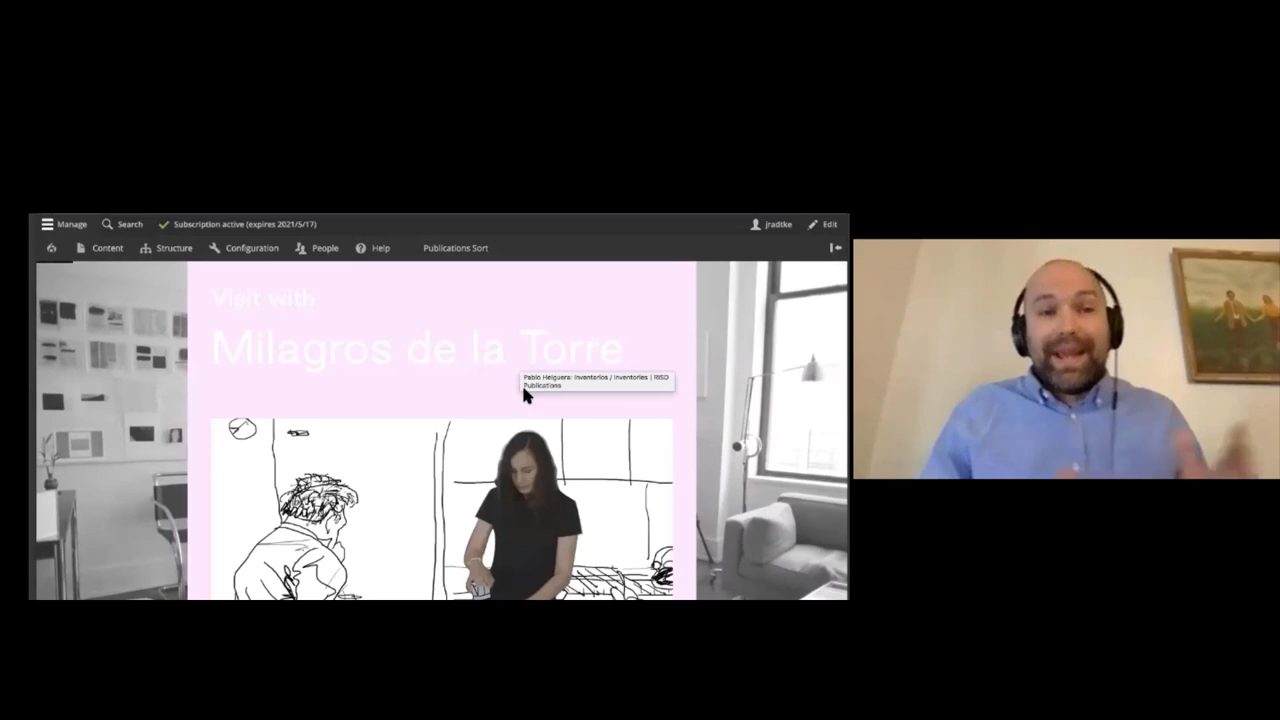 Manage Search Subscription active (expires 2021/5/17) jradtke Edit
Content Structure Configuration People Help Publications Sort
Visit with
Milagros de la Torre
Pablo Helguera: Inventarios / Inventories | RISD
Publications